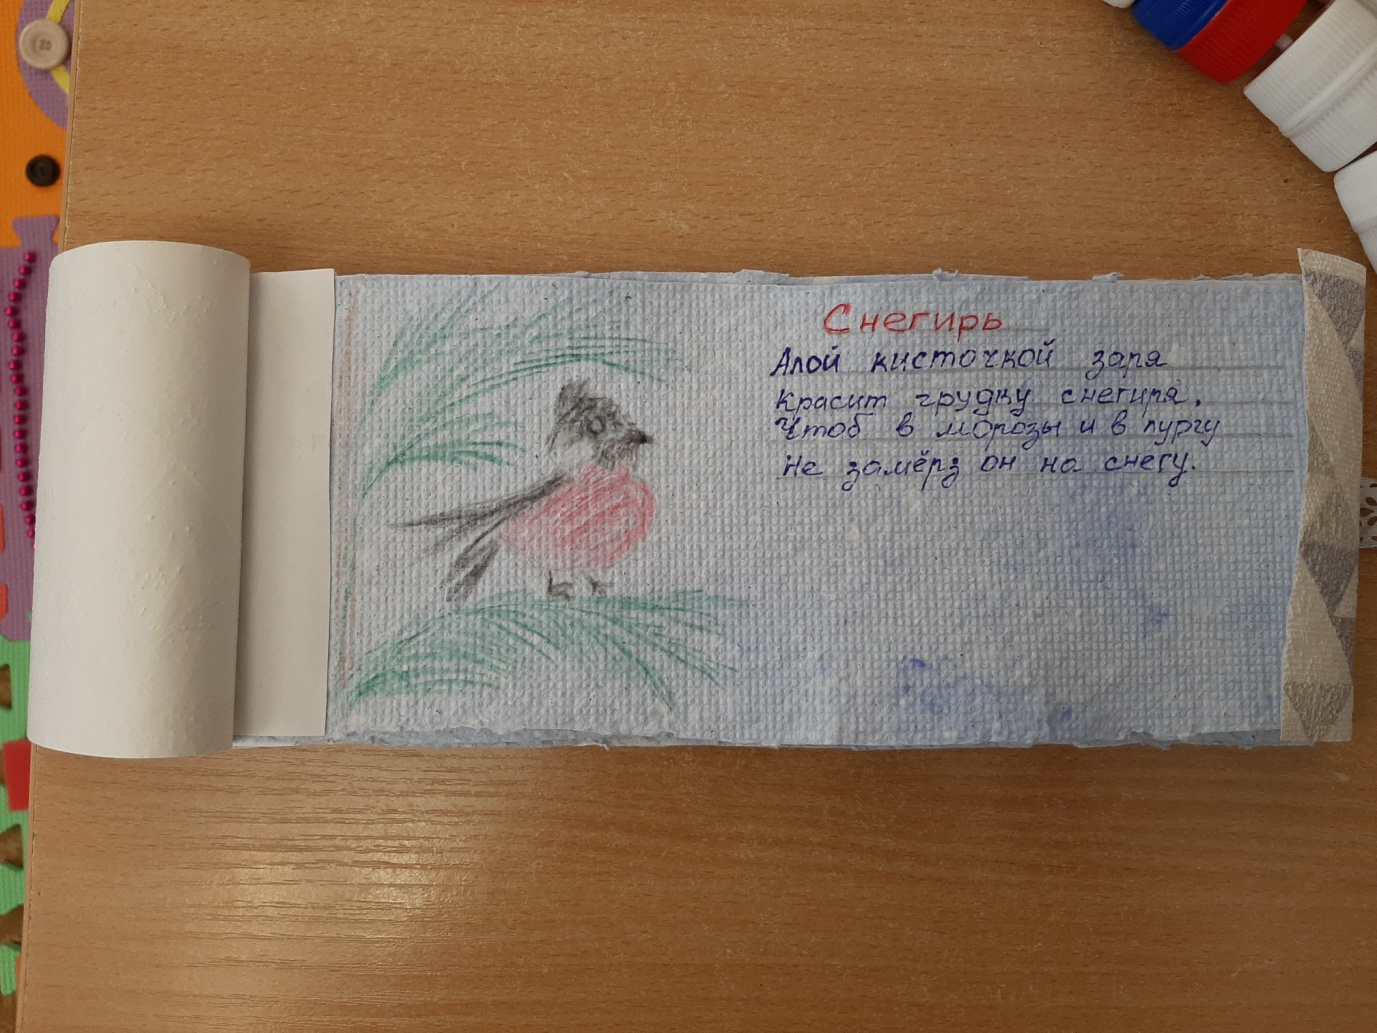 Снегирь
Алой кисточкой заря
Красит грудку снегиря,
Чтоб в морозы и в пургу
Не замёрз он на снегу.